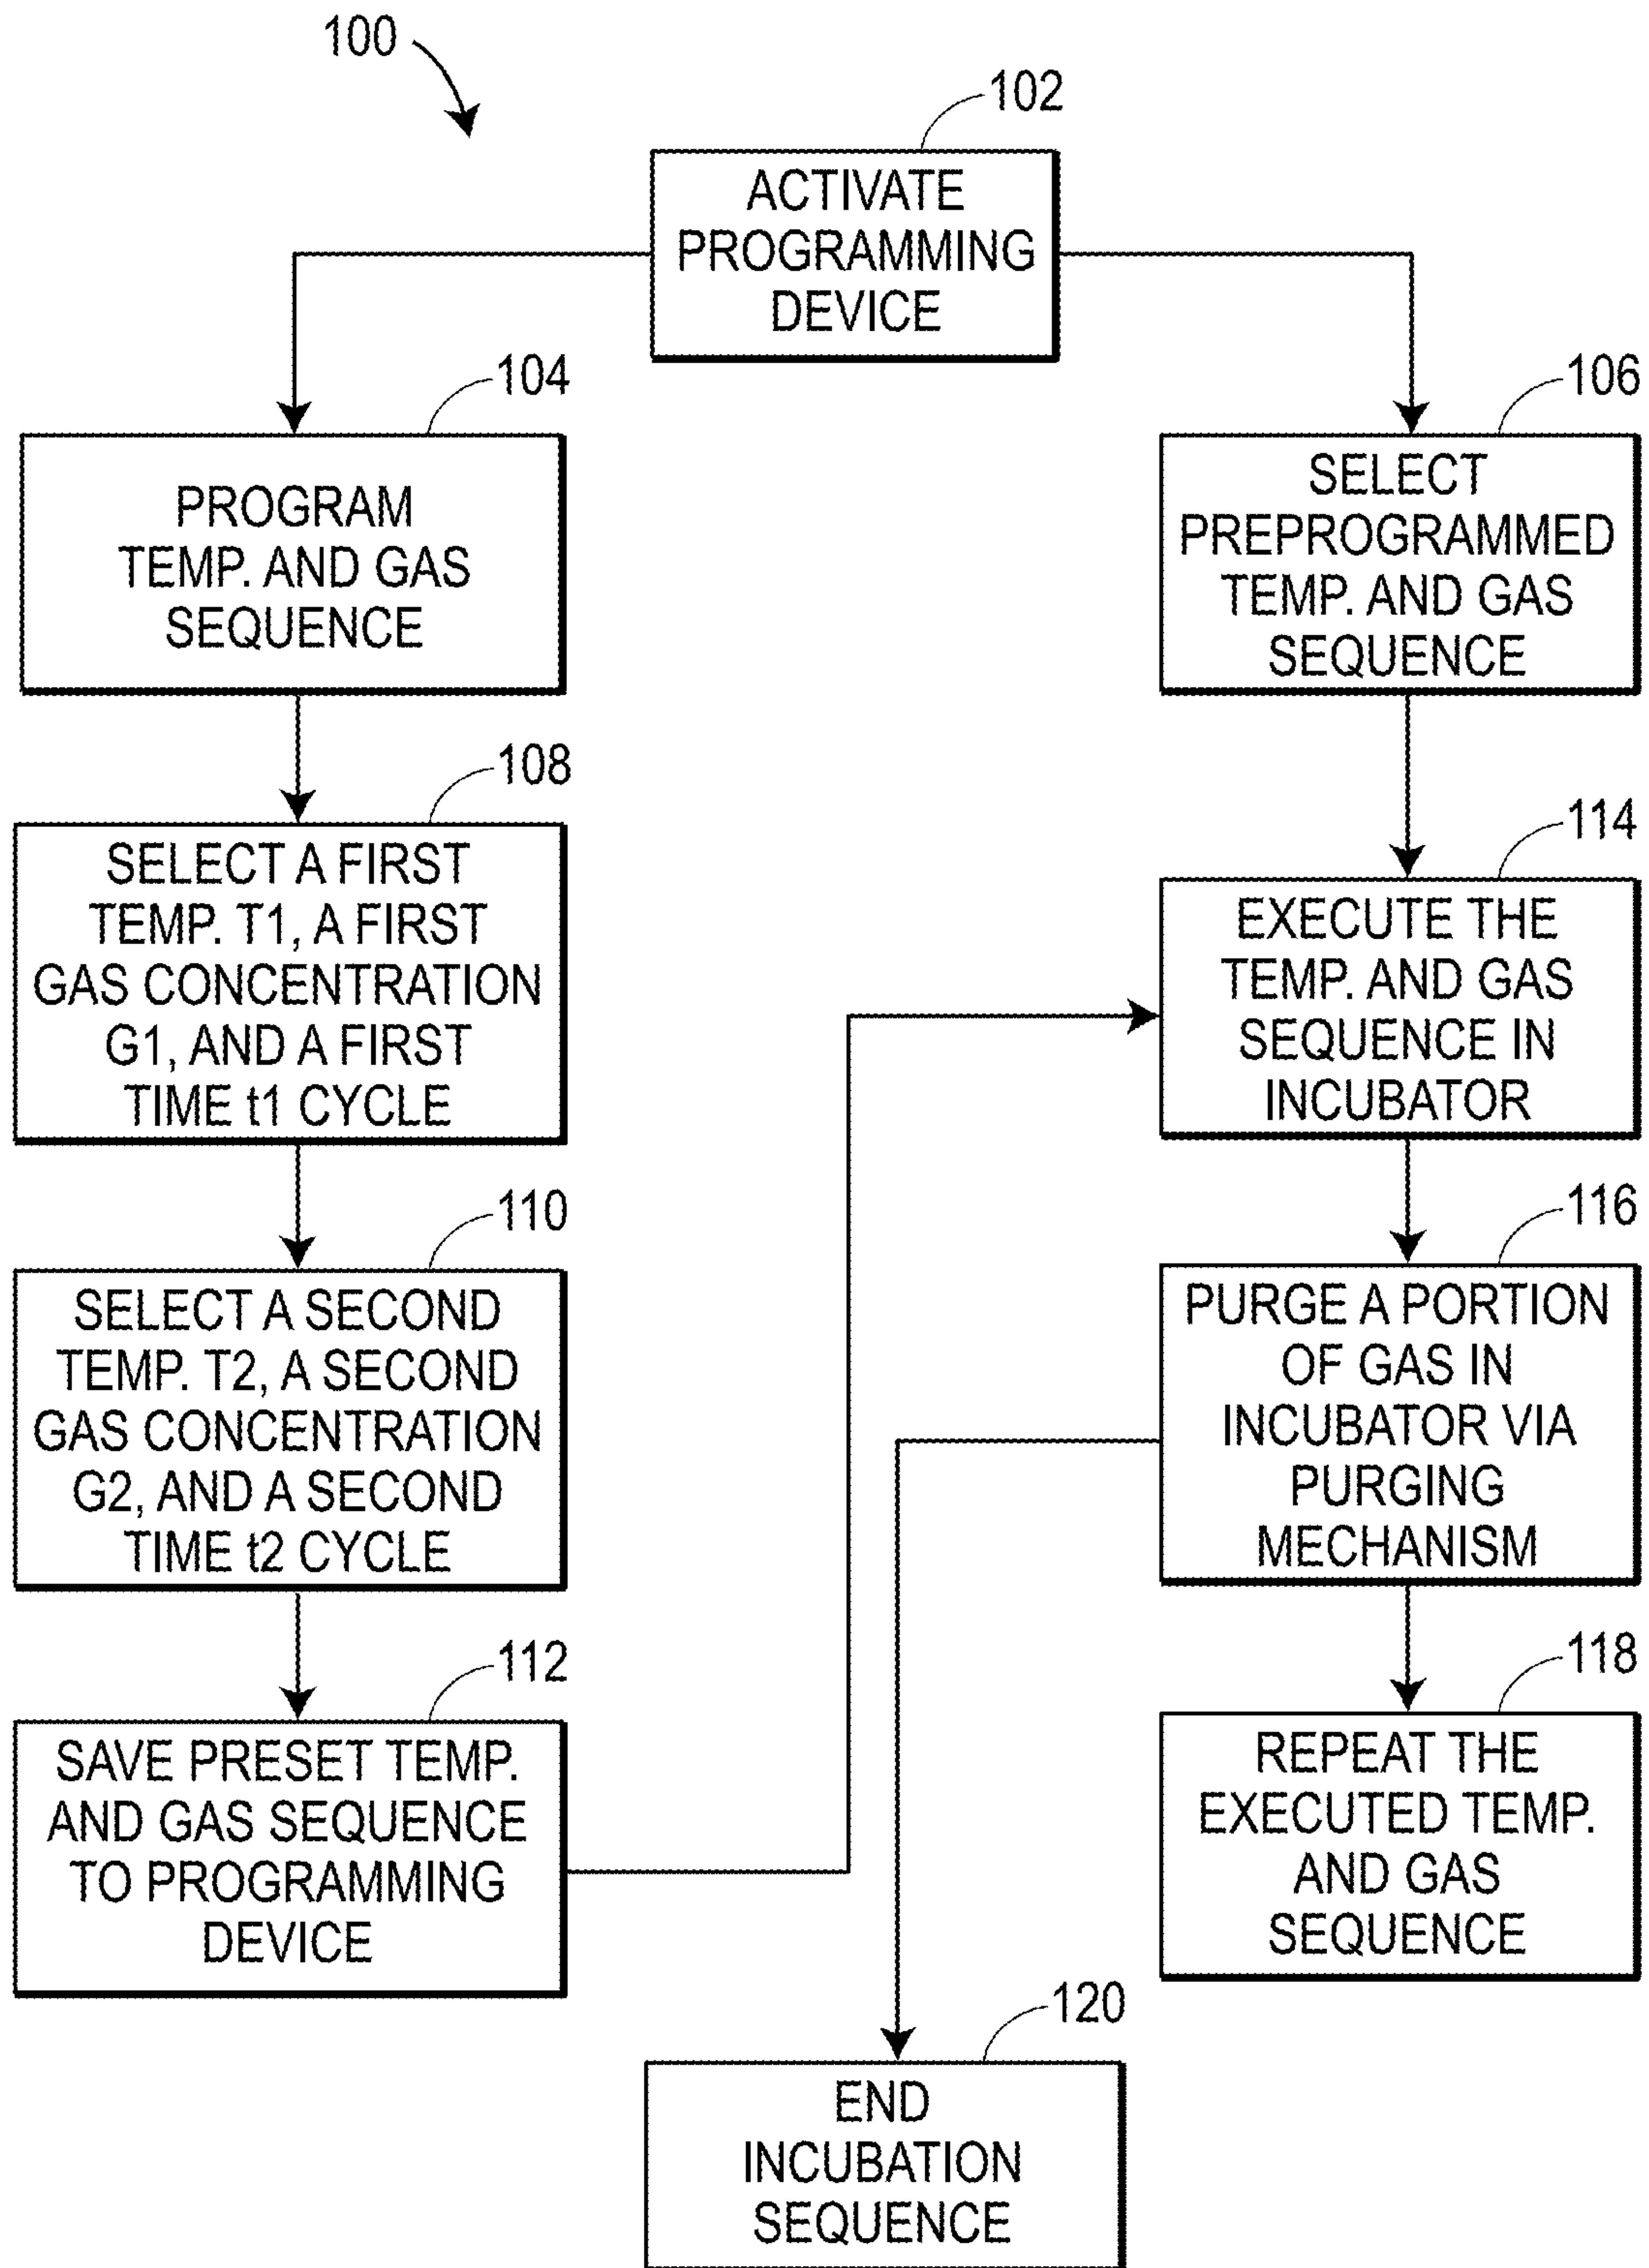 100
102
ACTIVATE
PROGRAMMING
DEVICE
104
PROGRAM
TEMP. AND GAS
SEQUENCE
106
SELECT
PREPROGRAMMED
TEMP. AND GAS
SEQUENCE
108
SELECT A FIRST
TEMP. T1, A FIRST
GAS CONCENTRATION
G1, AND A FIRST
TIME t1 CYCLE
110
SELECT A SECOND
TEMP. T2, A SECOND
GAS CONCENTRATION
G2, AND A SECOND
TIME t2 CYCLE
112
SAVE PRESET TEMP.
AND GAS SEQUENCE
TO PROGRAMMING
DEVICE
114
EXECUTE THE
TEMP. AND GAS
SEQUENCE IN
INCUBATOR
116
PURGE A PORTION
OF GAS IN
INCUBATOR VIA
PURGING
MECHANISM
118
REPEAT THE
EXECUTED TEMP.
AND GAS
SEQUENCE
120
END
INCUBATION
SEQUENCE